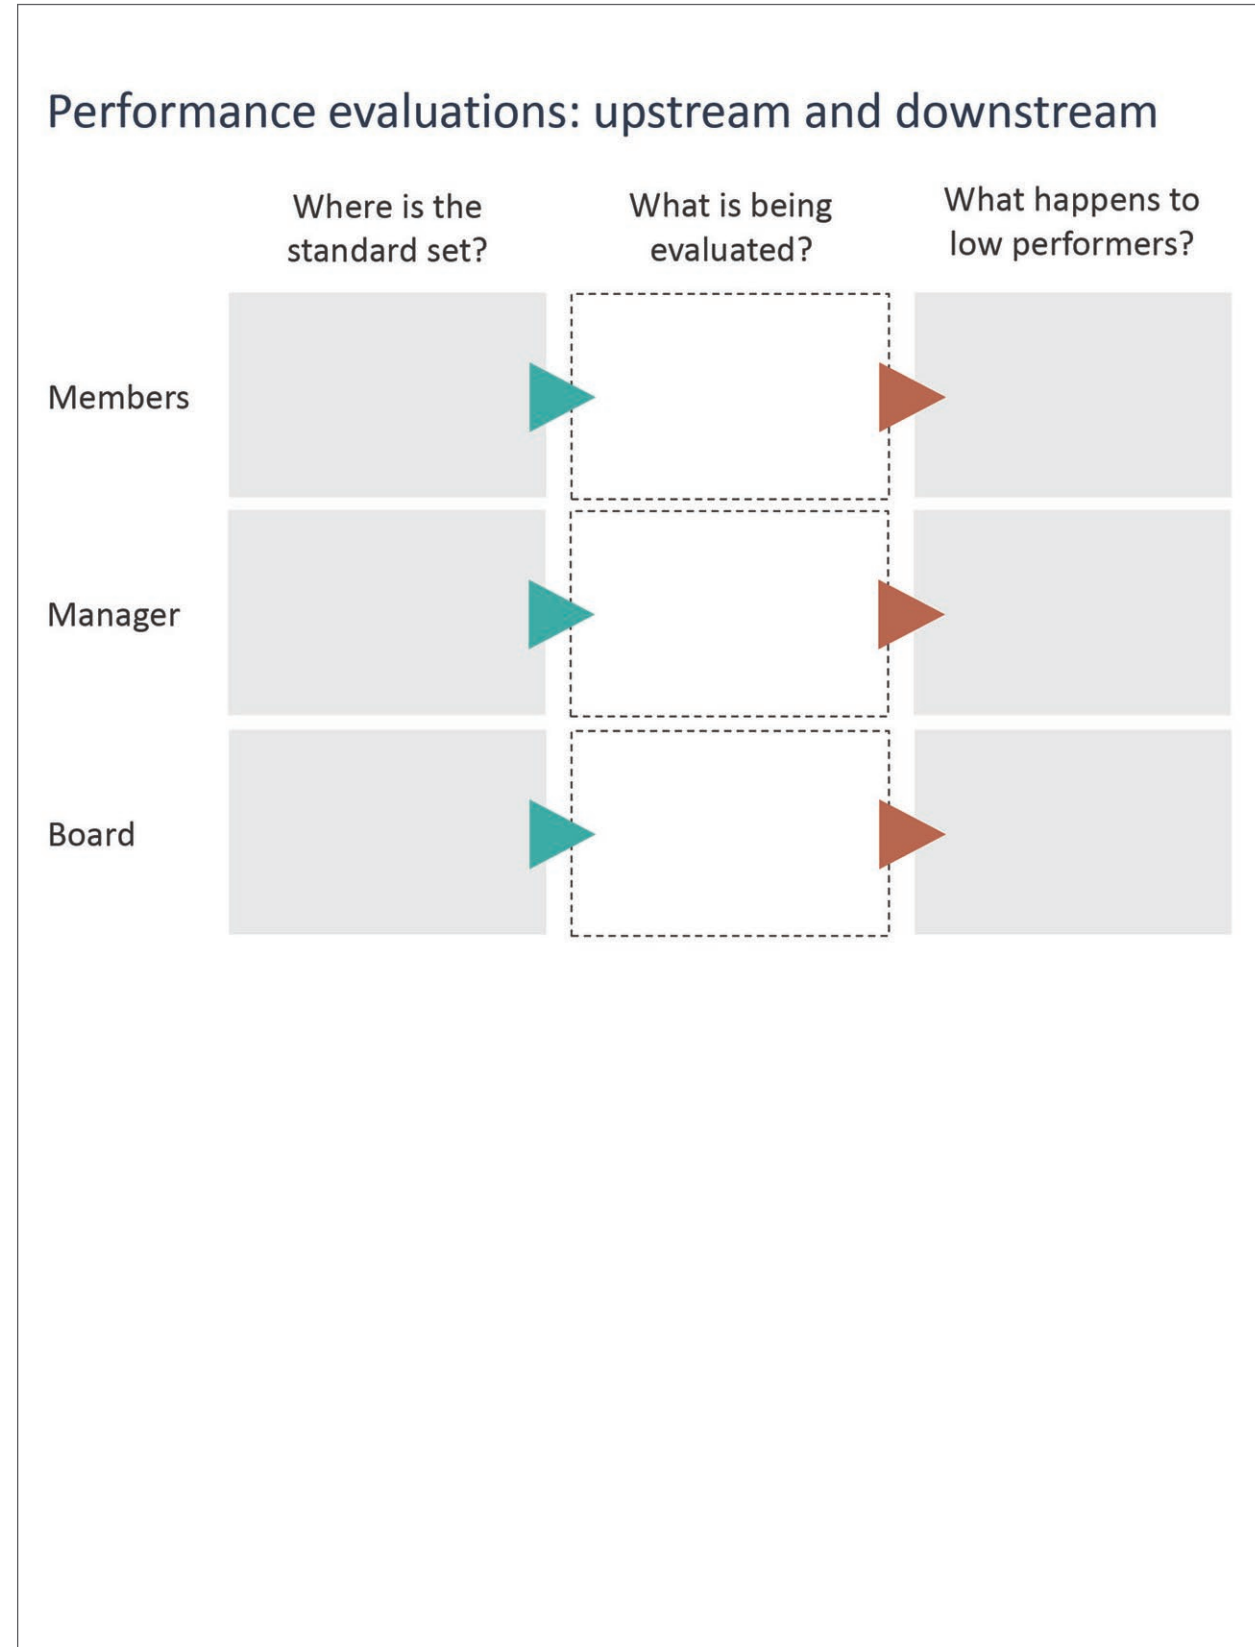 Performance evaluations: upstream and downstream
Where is the
standard set?
What is being
evaluated?
What happens to
low performers?
Members
Manager
Board